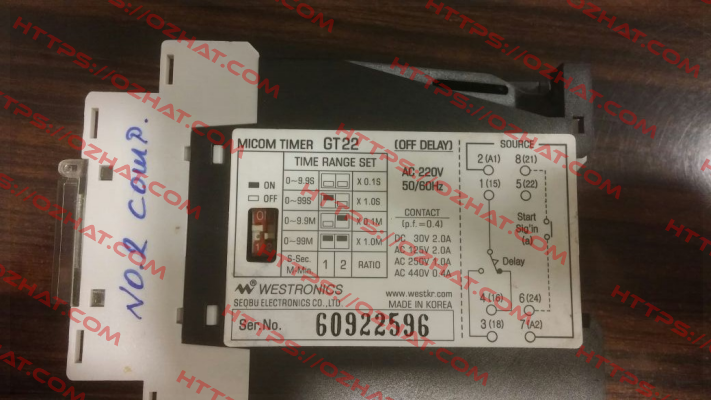 MICOM TIMER GT22 (OFF DELAY)
TIME RANGE SET
ON
OFF
0~9.9S X 0.1S
0~99S X 1.0S
0~9.9M X 0.1M
0~99M X 1.0M
S-Sec.
M-Min. 1 2 RATIO
AC 220V
50/60Hz
CONTACT
(p.f.=0.4)
DC 30V 2.0A
AC 125V 2.0A
AC 250V 1.0A
AC 440V 0.4A
SOURCE
2(A1) 8(21)
1(15) 5(22)
Start
Sig'in
(a)
Delay
4(16) 6(24)
3(18) 7(A2)
WESTRONICS
SEOBU ELECTRONICS CO., LTD.
www.westkr.com
MADE IN KOREA
Ser.No. 60922596
NO.2 COMP.
HTTPS://OZHAT.COM